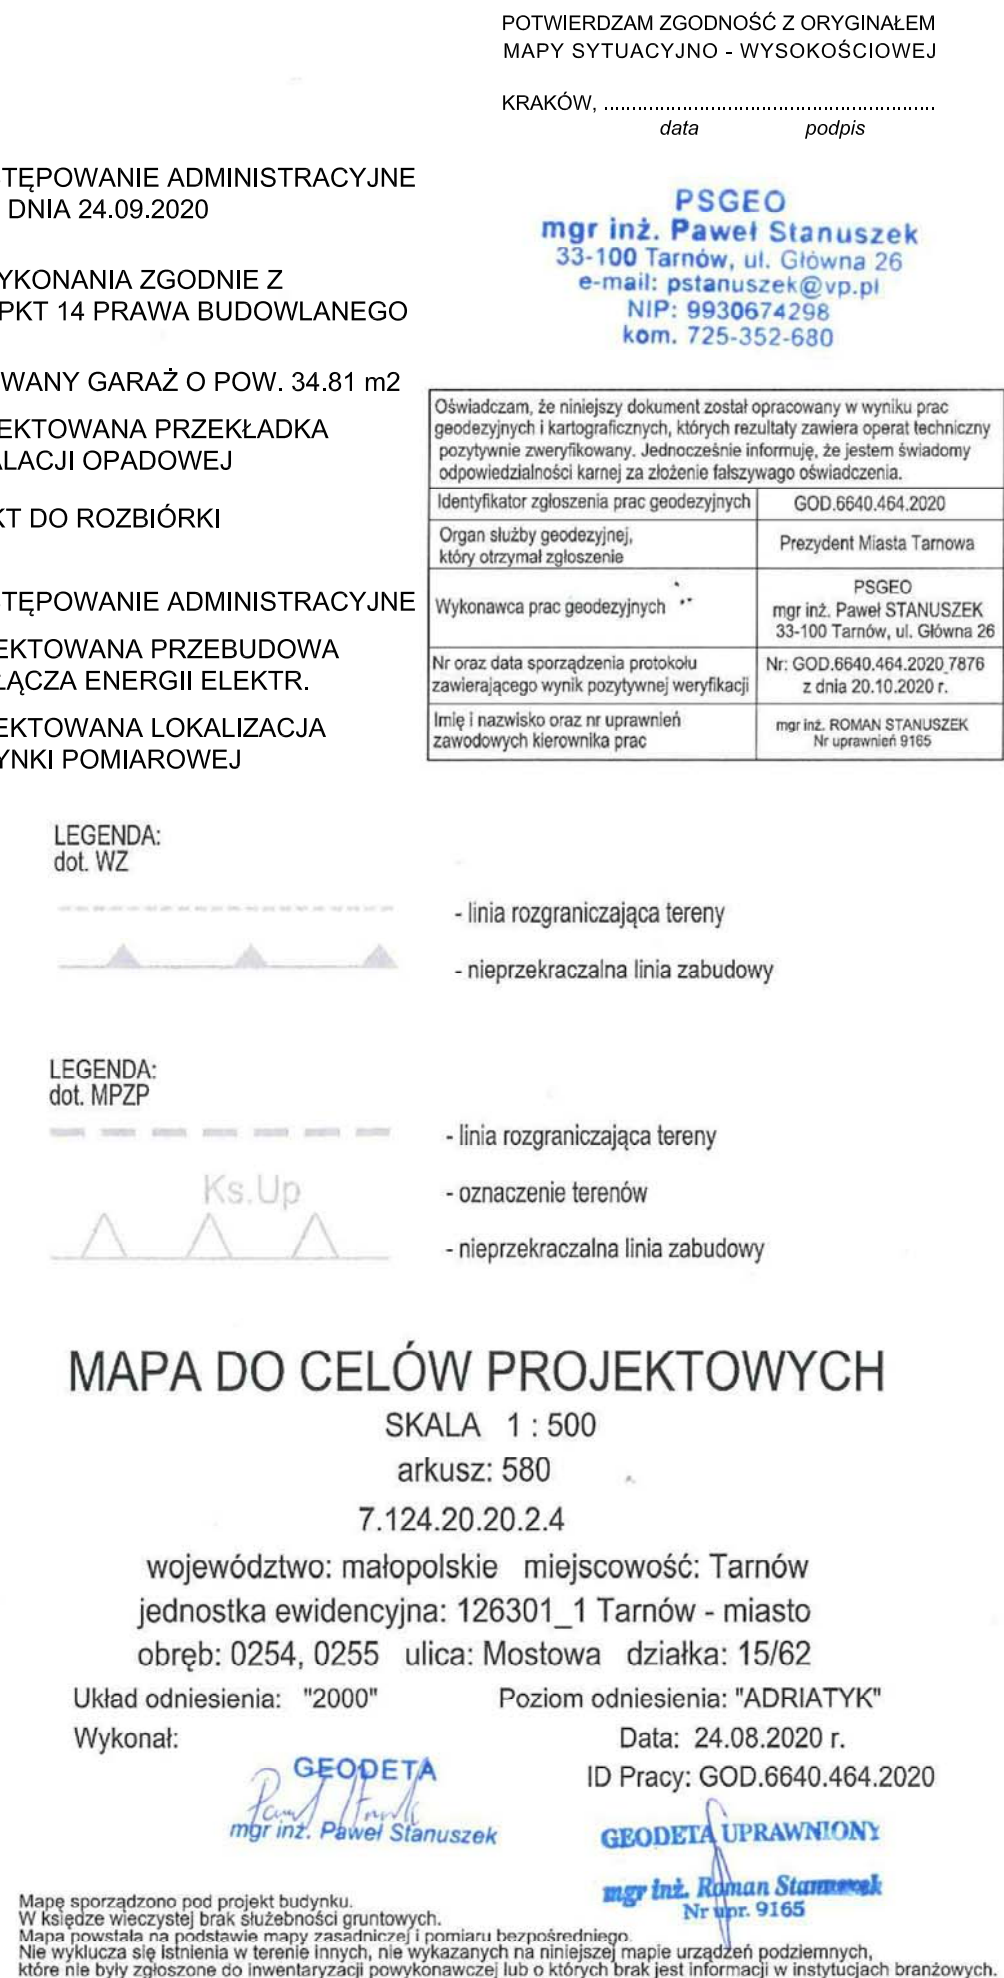 POTWIERDZAM ZGODNOŚĆ Z ORYGINAŁEM
MAPY SYTUACYJNO - WYSOKOŚCIOWEJ
KRAKÓW, ..........................................................
data podpis
STĘPOWANIE ADMINISTRACYJNE
DNIA 24.09.2020
YKONANIA ZGODNIE Z
PKT 14 PRAWA BUDOWLANEGO
WANY GARAŻ O POW. 34.81 m2
EKTOWANA PRZEKŁADKA
ALACJI OPADOWEJ
KT DO ROZBIÓRKI
STĘPOWANIE ADMINISTRACYJNE
EKTOWANA PRZEBUDOWA
ŁĄCZA ENERGII ELEKTR.
EKTOWANA LOKALIZACJA
YNKI POMIAROWEJ
PSGEO
mgr inż. Paweł Stanuszek
33-100 Tarnów, ul. Główna 26
e-mail: pstanuszek@vp.pl
NIP: 9930674298
kom. 725-352-680
Oświadczam, że niniejszy dokument został opracowany w wyniku prac
geodezyjnych i kartograficznych, których rezultaty zawiera operat techniczny
pozytywnie zweryfikowany. Jednocześnie informuję, że jestem świadomy
odpowiedzialności karnej za złożenie fałszywago oświadczenia.
Identyfikator zgłoszenia prac geodezyjnych GOD.6640.464.2020
Organ służby geodezyjnej,
który otrzymał zgłoszenie
Prezydent Miasta Tarnowa
Wykonawca prac geodezyjnych
PSGEO
mgr inż. Paweł STANUSZEK
33-100 Tarnów, ul. Główna 26
Nr oraz data sporządzenia protokołu
zawierającego wynik pozytywnej weryfikacji
Nr: GOD.6640.464.2020_7876
z dnia 20.10.2020 r.
Imię i nazwisko oraz nr uprawnień
zawodowych kierownika prac
mgr inż. ROMAN STANUSZEK
Nr uprawnień 9165
LEGENDA:
dot. WZ
- linia rozgraniczająca tereny
- nieprzekraczalna linia zabudowy
LEGENDA:
dot. MPZP
- linia rozgraniczająca tereny
Ks.Up
- oznaczenie terenów
- nieprzekraczalna linia zabudowy
MAPA DO CELÓW PROJEKTOWYCH
SKALA 1 : 500
arkusz: 580
7.124.20.20.2.4
województwo: małopolskie miejscowość: Tarnów
jednostka ewidencyjna: 126301_1 Tarnów - miasto
obręb: 0254, 0255 ulica: Mostowa działka: 15/62
Układ odniesienia: "2000" Poziom odniesienia: "ADRIATYK"
Wykonał: Data: 24.08.2020 r.
ID Pracy: GOD.6640.464.2020
GEODETA
mgr inż. Paweł Stanuszek
GEODETA UPRAWNIONY
mgr inż. Roman Stanuszek
Nr upr. 9165
Mapę sporządzono pod projekt budynku.
W księdze wieczystej brak służebności gruntowych.
Mapa powstała na podstawie mapy zasadniczej i pomiaru bezpośredniego.
Nie wyklucza się istnienia w terenie innych, nie wykazanych na niniejszej mapie urządzeń podziemnych,
które nie były zgłoszone do inwentaryzacji powykonawczej lub o których brak jest informacji w instytucjach branżowych.